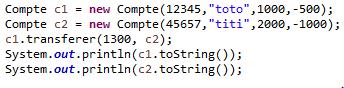 Compte c1 = new Compte(12345,"toto",1000,-500);
Compte c2 = new Compte(45657,"titi",2000,-1000);
c1.transferer(1300, c2);
System.out.println(c1.toString());
System.out.println(c2.toString());
.